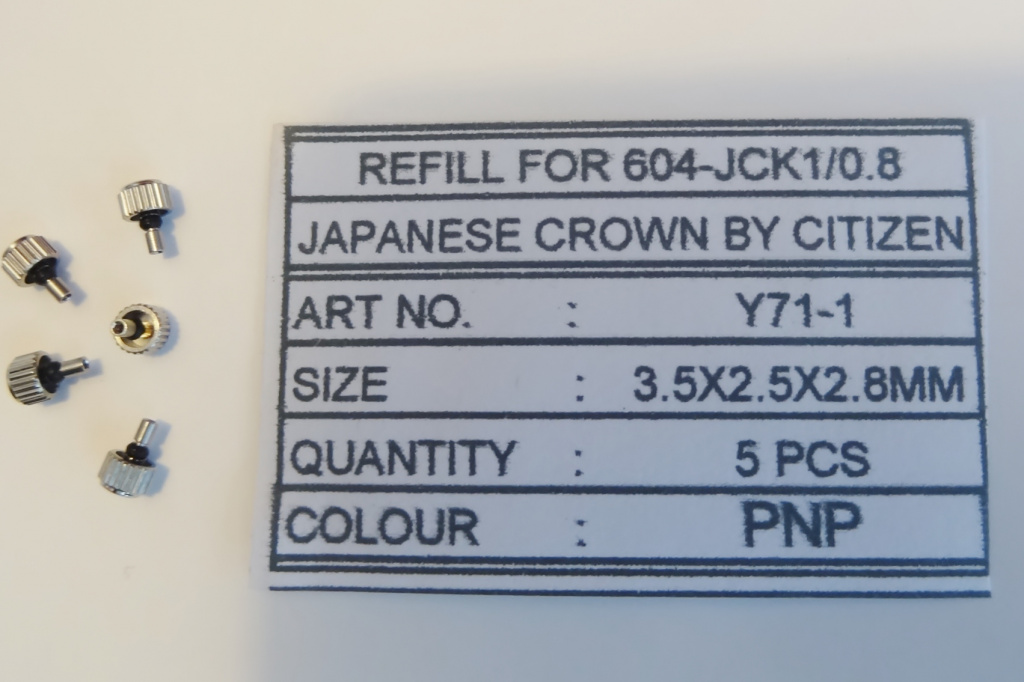 REFILL FOR 604-JCK1/0.8
JAPANESE CROWN BY CITIZEN
ART NO. : Y71-1
SIZE : 3.5X2.5X2.8MM
QUANTITY : 5 PCS
COLOUR : PNP